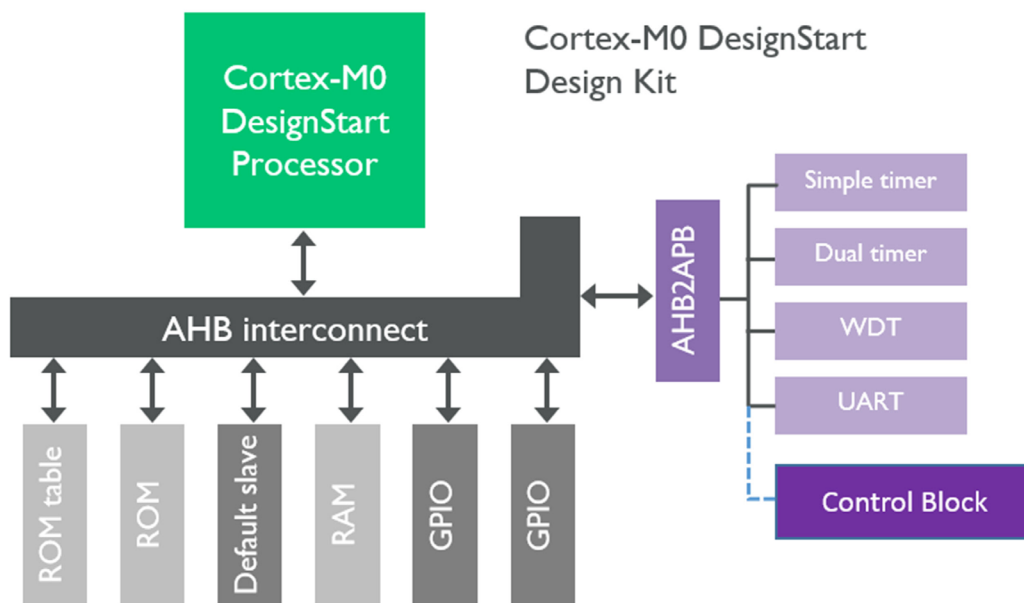 Cortex-M0 DesignStart
Design Kit
Cortex-M0
DesignStart
Processor
Simple timer
Dual timer
WDT
UART
Control Block
AHB2APB
AHB interconnect
ROM table
ROM
Default slave
RAM
GPIO
GPIO